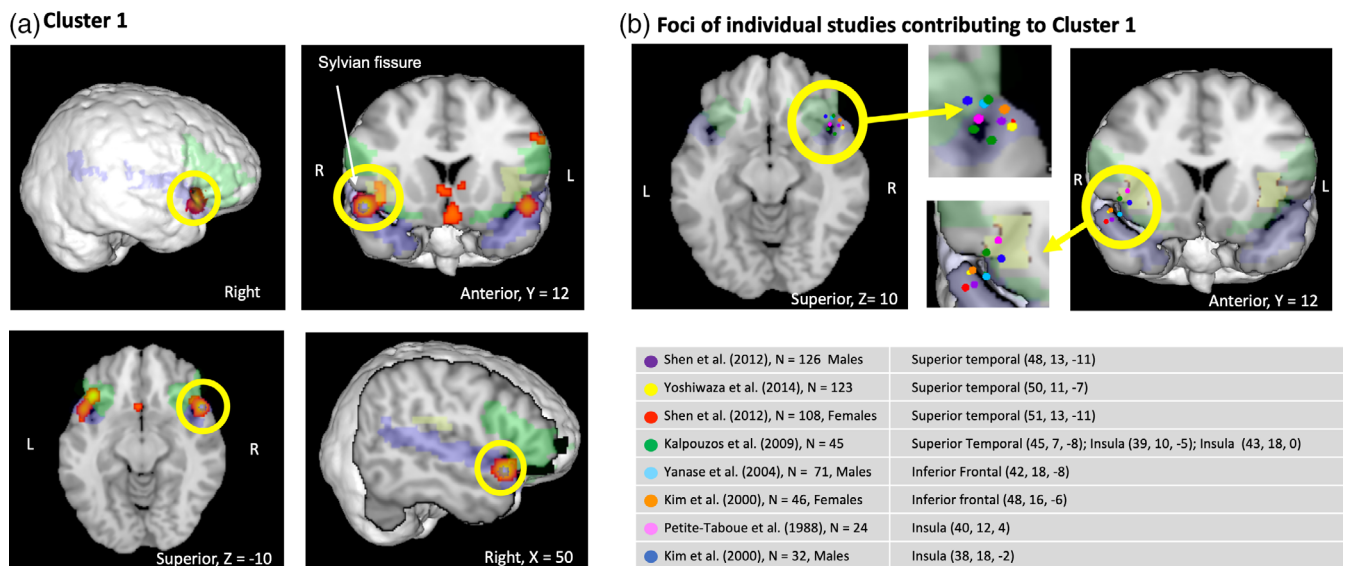 (a) Cluster 1
Sylvian fissure
R
L
Right
Anterior, Y = 12
L
R
Superior, Z = -10
Right, X = 50
(b) Foci of individual studies contributing to Cluster 1
L
R
Superior, Z= 10
R
L
Anterior, Y = 12
Shen et al. (2012), N = 126 Males Superior temporal (48, 13, -11)
Yoshiwaza et al. (2014), N = 123 Superior temporal (50, 11, -7)
Shen et al. (2012), N = 108, Females Superior temporal (51, 13, -11)
Kalpouzos et al. (2009), N = 45 Superior Temporal (45, 7, -8); Insula (39, 10, -5); Insula (43, 18, 0)
Yanase et al. (2004), N = 71, Males Inferior Frontal (42, 18, -8)
Kim et al. (2000), N = 46, Females Inferior frontal (48, 16, -6)
Petite-Taboue et al. (1988), N = 24 Insula (40, 12, 4)
Kim et al. (2000), N = 32, Males Insula (38, 18, -2)